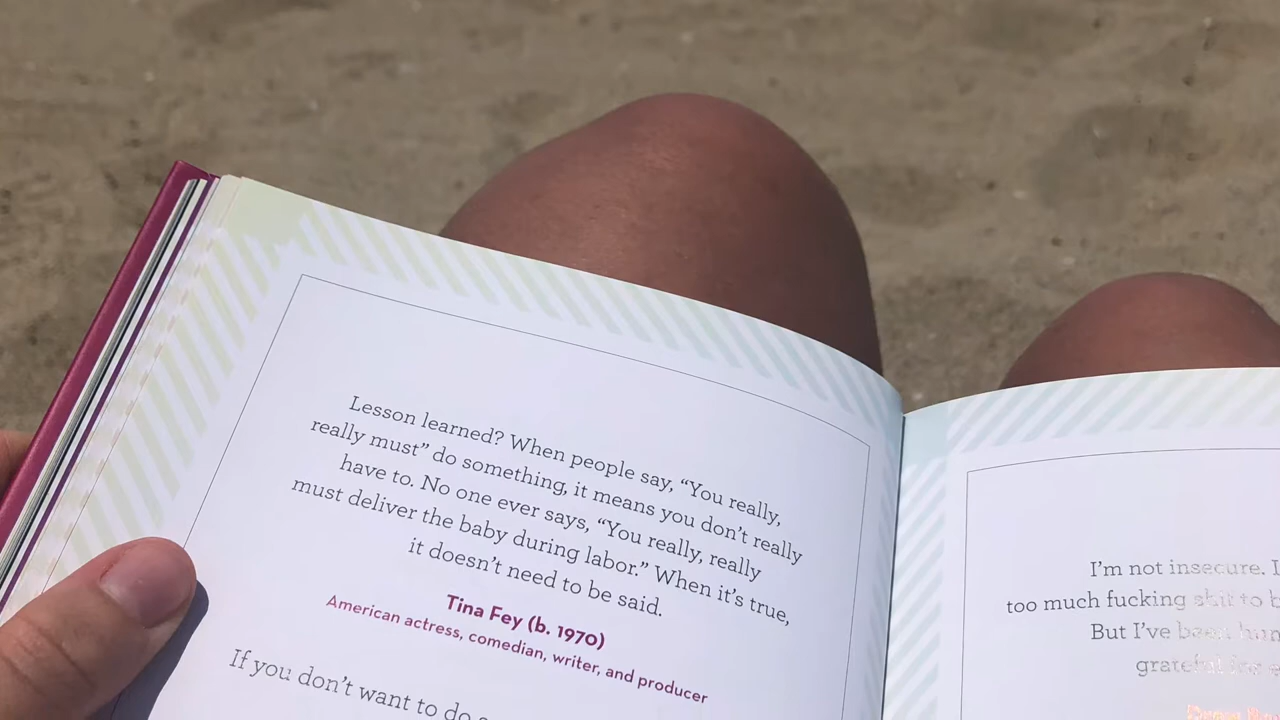 Lesson learned? When people say, “You really,
really must” do something, it means you don’t really
have to. No one ever says, “You really, really
must deliver the baby during labor.” When it’s true,
it doesn’t need to be said.
Tina Fey (b. 1970)
American actress, comedian, writer, and producer
If you don’t want to do
I’m not insecure.
too much fucking shit to
But I’ve been
grateful